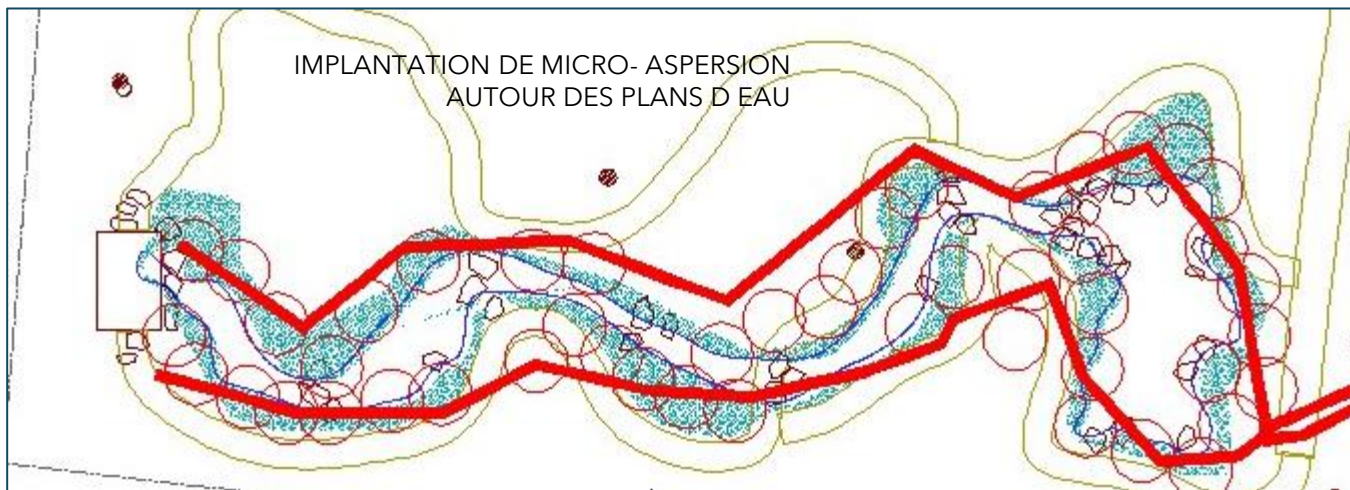 IMPLANTATION DE MICRO- ASPERSION
AUTOUR DES PLANS D EAU